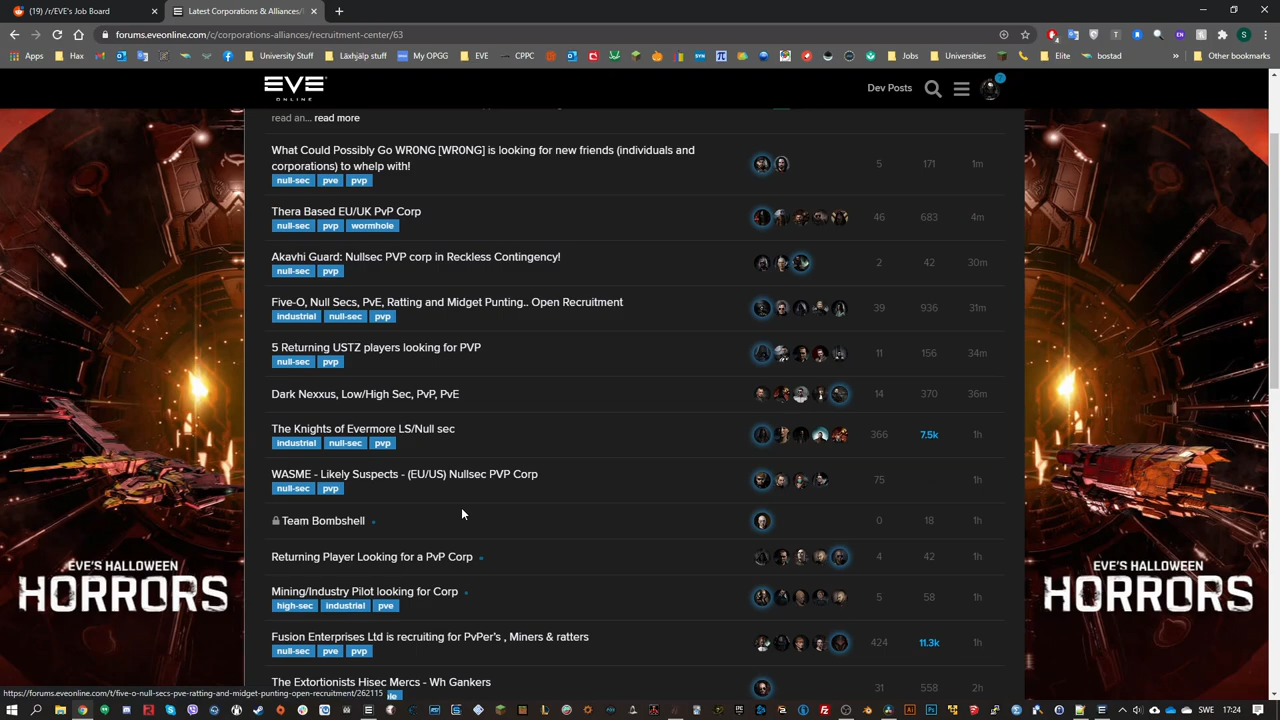 (19) /r/EVE's Job Board
Latest Corporations & Alliances/
forums.eveonline.com/c/corporations-alliances/recruitment-center/63
Apps
Hem
Läxhjälp stuff
My OPGG
EVE
CPPC
Jobs
Universities
Elite
bostad
Other bookmarks
EVE
ONLINE
Dev Posts
7
read an... read more
What Could Possibly Go WR0NG [WR0NG] is looking for new friends (individuals and
corporations) to whelp with!
5 171 1m
null-sec pve pvp
Thera Based EU/UK PvP Corp
46 683 4m
null-sec pvp wormhole
Akavhi Guard: Nullsec PVP corp in Reckless Contingency!
2 42 30m
null-sec pvp
Five-O, Null Secs, PvE, Ratting and Midget Punting.. Open Recruitment
39 936 31m
industrial null-sec pvp
5 Returning USTZ players looking for PVP
11 156 34m
null-sec pvp
Dark Nexxus, Low/High Sec, PvP, PvE
14 370 36m
The Knights of Evermore LS/Null sec
366 7.5k 1h
industrial null-sec pvp
WASME - Likely Suspects - (EU/US) Nullsec PVP Corp
75 1h
null-sec pvp
Team Bombshell
0 18 1h
Returning Player Looking for a PvP Corp
4 42 1h
Mining/Industry Pilot looking for Corp
5 58 1h
high-sec industrial pve
Fusion Enterprises Ltd is recruiting for PvPer's , Miners & ratters
424 11.3k 1h
null-sec pve pvp
The Extortionists Hisec Mercs - Wh Gankers
31 558 2h
EVE'S HALLOWEEN
HORRORS
EVE'S HALLOWEEN
HORRORS
https://forums.eveonline.com/t/five-o-null-secs-pve-ratting-and-midget-punting-open-recruitment/262115
SWE 17:24